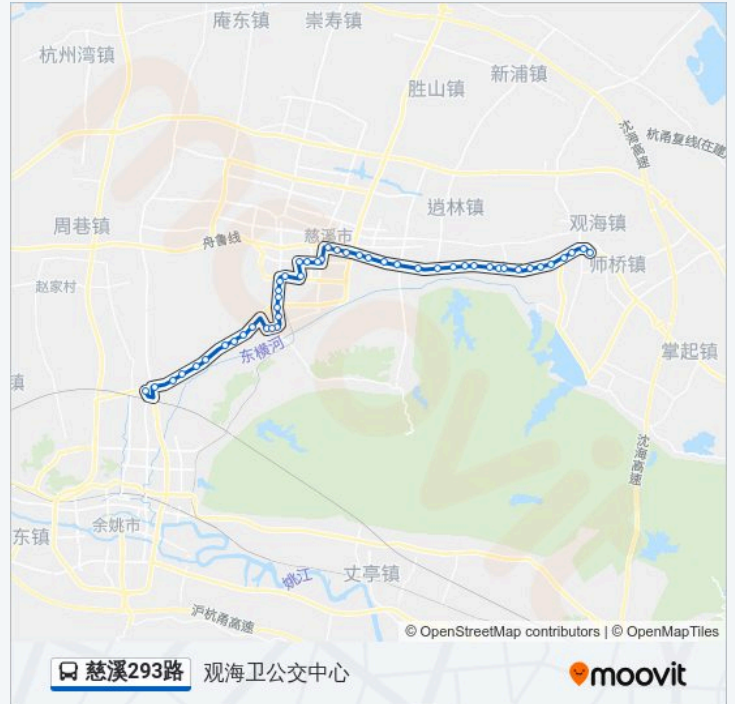 庵东镇
崇寿镇
杭州湾镇
新浦镇
胜山镇
沈海高速
杭甬复线(在建
逍林镇
周巷镇
观海镇
舟鲁线
慈溪市
师桥镇
赵家村
东横河
掌起镇
镇
沈海高速
余姚市
东镇
姚江
丈亭镇
沪杭甬高速
© OpenStreetMap contributors | © OpenMapTiles
慈溪293路
观海卫公交中心
moovit